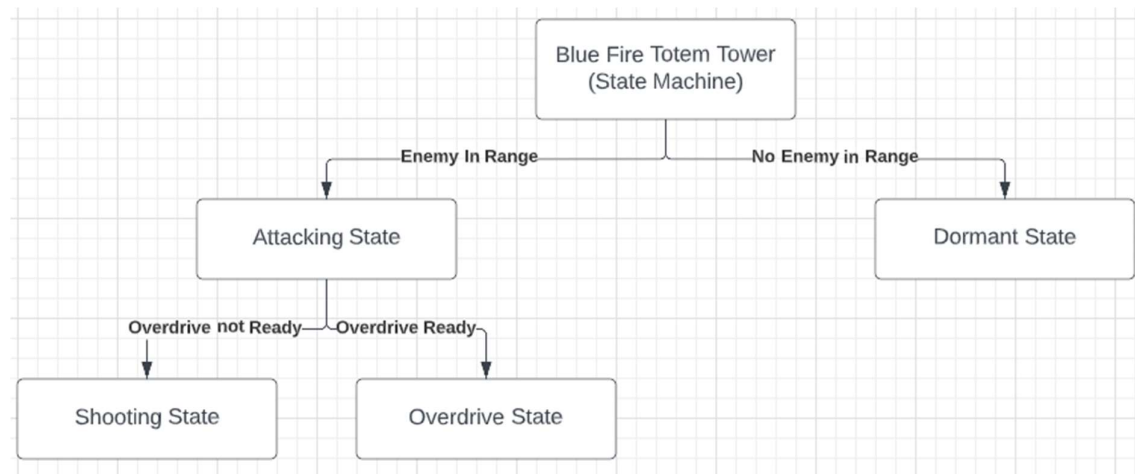 Blue Fire Totem Tower
(State Machine)
Enemy In Range
No Enemy in Range
Attacking State
Dormant State
Overdrive not Ready
Overdrive Ready
Shooting State
Overdrive State